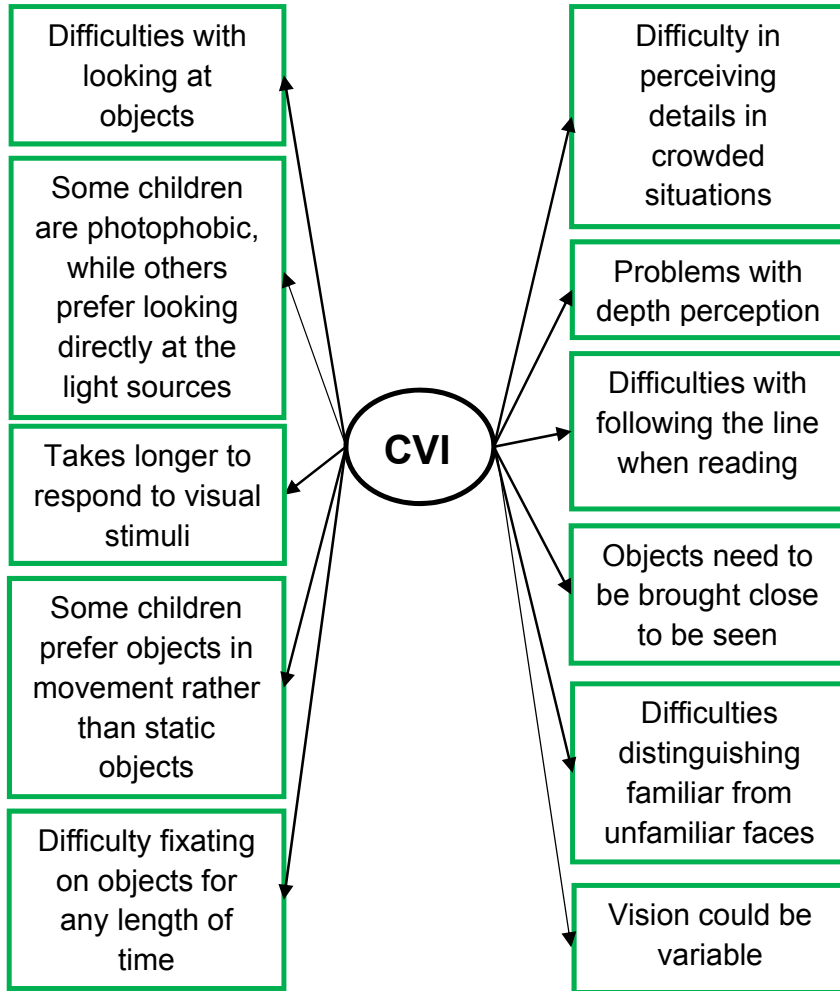 Difficulties with
looking at
objects
Some children
are photophobic,
while others
prefer looking
directly at the
light sources
Takes longer to
respond to visual
stimuli
Some children
prefer objects in
movement rather
than static
objects
Difficulty fixating
on objects for
any length of
time
CVI
Difficulty in
perceiving
details in
crowded
situations
Problems with
depth perception
Difficulties with
following the line
when reading
Objects need to
be brought close
to be seen
Difficulties
distinguishing
familiar from
unfamiliar faces
Vision could be
variable